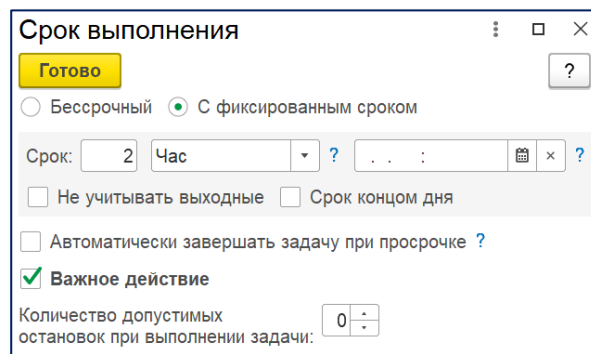 Срок выполнения
Готово
?
Бессрочный С фиксированным сроком
Срок: 2 Час ? . . : ?
Не учитывать выходные Срок концом дня
Автоматически завершать задачу при просрочке ?
Важное действие
Количество допустимых
остановок при выполнении задачи: 0